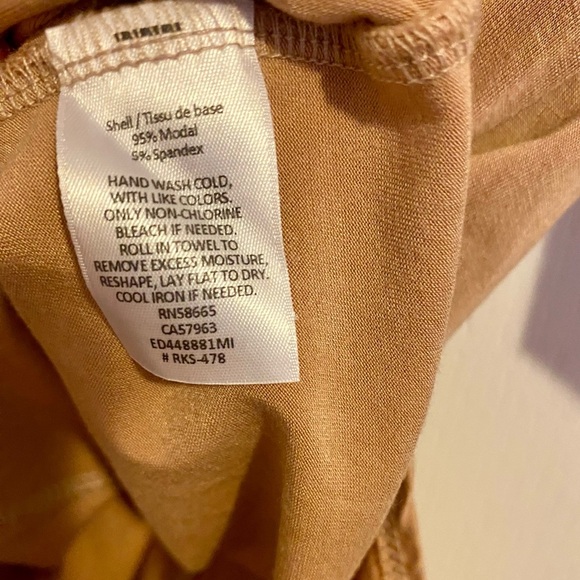 Shell / Tissu de base
95% Modal
5% Spandex
HAND WASH COLD,
WITH LIKE COLORS.
ONLY NON-CHLORINE
BLEACH IF NEEDED.
ROLL IN TOWEL TO
REMOVE EXCESS MOISTURE,
RESHAPE, LAY FLAT TO DRY.
COOL IRON IF NEEDED.
RN58665
CA57963
ED448881MI
# RKS-478